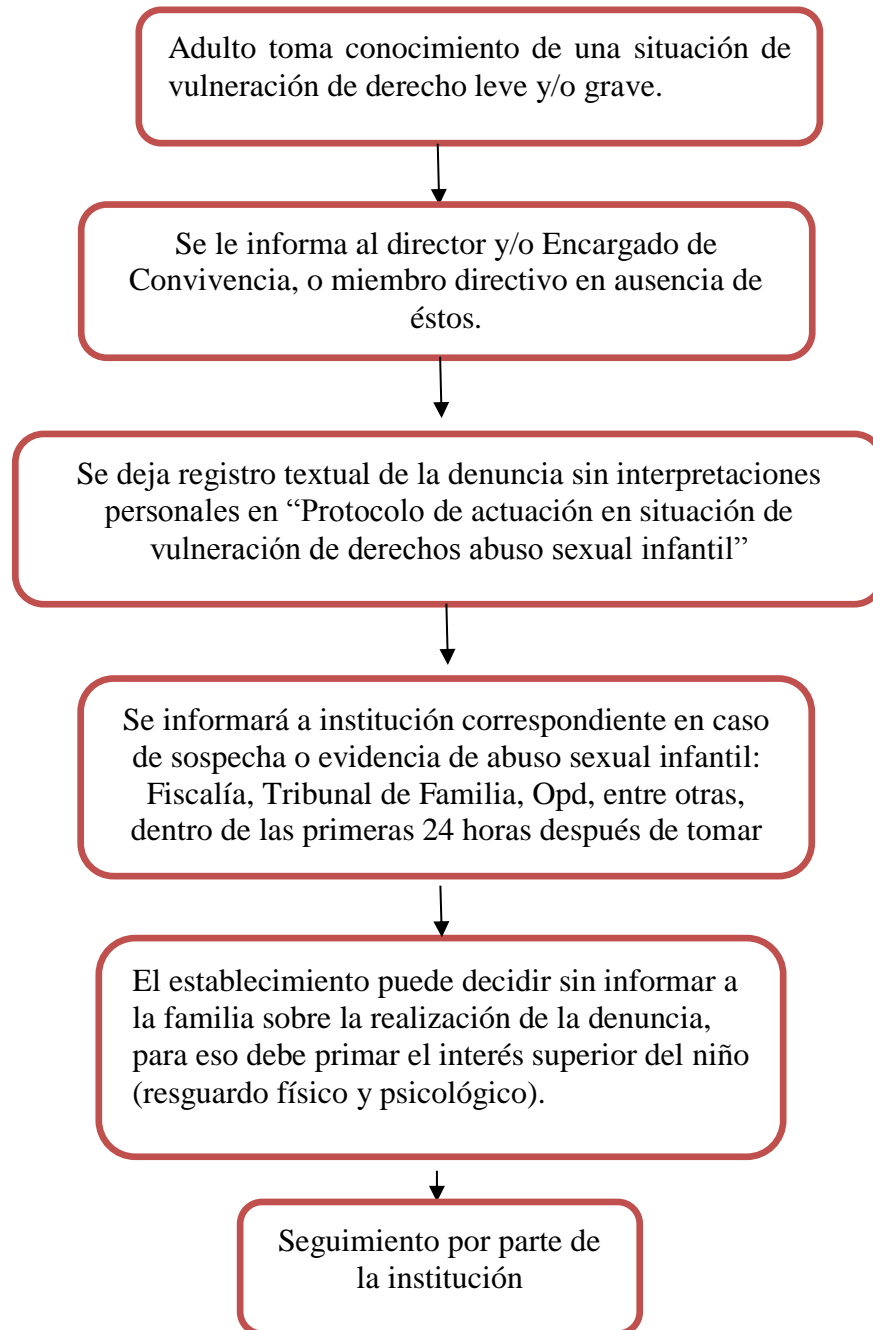 Adulto toma conocimiento de una situación de
vulneración de derecho leve y/o grave.
Se le informa al director y/o Encargado de
Convivencia, o miembro directivo en ausencia de
éstos.
Se deja registro textual de la denuncia sin interpretaciones
personales en “Protocolo de actuación en situación de
vulneración de derechos abuso sexual infantil”
Se informará a institución correspondiente en caso
de sospecha o evidencia de abuso sexual infantil:
Fiscalía, Tribunal de Familia, Opd, entre otras,
dentro de las primeras 24 horas después de tomar
El establecimiento puede decidir sin informar a
la familia sobre la realización de la denuncia,
para eso debe primar el interés superior del niño
(resguardo físico y psicológico).
Seguimiento por parte de
la institución